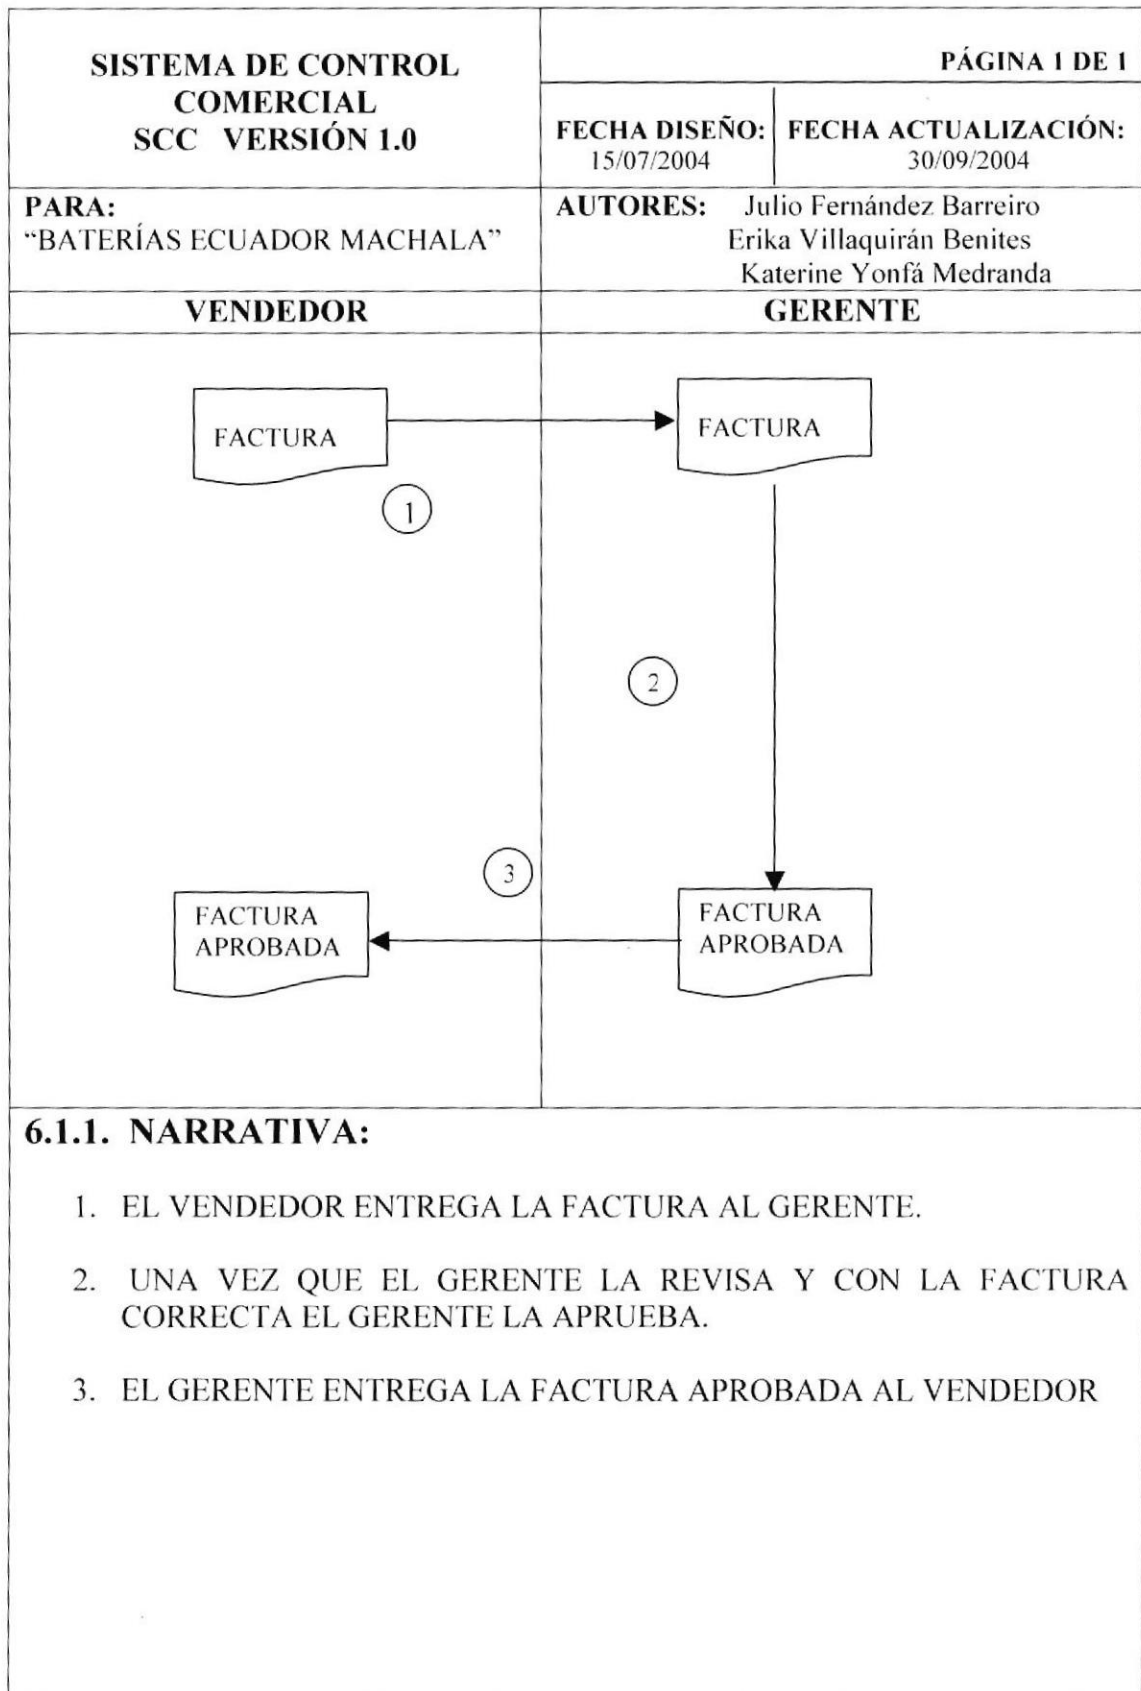 SISTEMA DE CONTROL
COMERCIAL
SCC VERSIÓN 1.0
PÁGINA 1 DE 1
FECHA DISEÑO:
15/07/2004
FECHA ACTUALIZACIÓN:
30/09/2004
PARA:
“BATERÍAS ECUADOR MACHALA”
AUTORES: Julio Fernández Barreiro
Erika Villaquirán Benites
Katerine Yonfá Medranda
VENDEDOR
GERENTE
FACTURA
FACTURA
1
2
3
FACTURA
APROBADA
FACTURA
APROBADA
6.1.1. NARRATIVA:
1. EL VENDEDOR ENTREGA LA FACTURA AL GERENTE.
2. UNA VEZ QUE EL GERENTE LA REVISA Y CON LA FACTURA
CORRECTA EL GERENTE LA APRUEBA.
3. EL GERENTE ENTREGA LA FACTURA APROBADA AL VENDEDOR